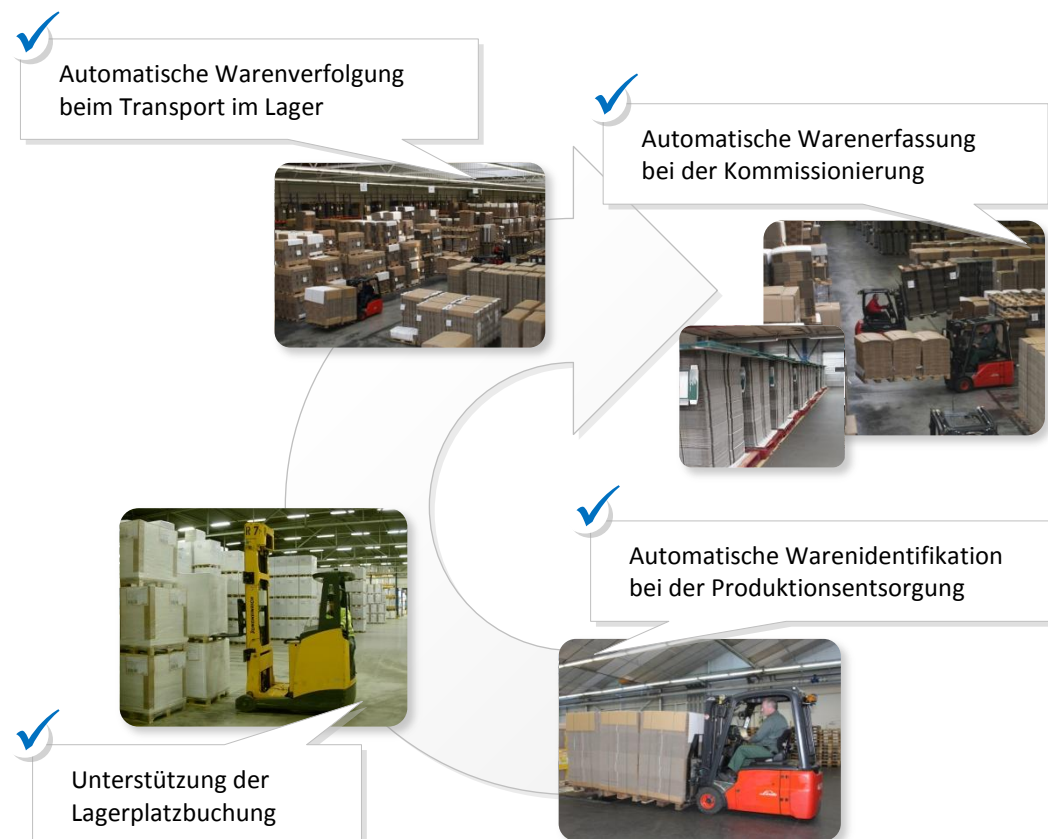 Automatische Warenverfolgung
beim Transport im Lager
Automatische Warenerfassung
bei der Kommissionierung
Automatische Warenidentifikation
bei der Produktionsentsorgung
Unterstützung der
Lagerplatzbuchung